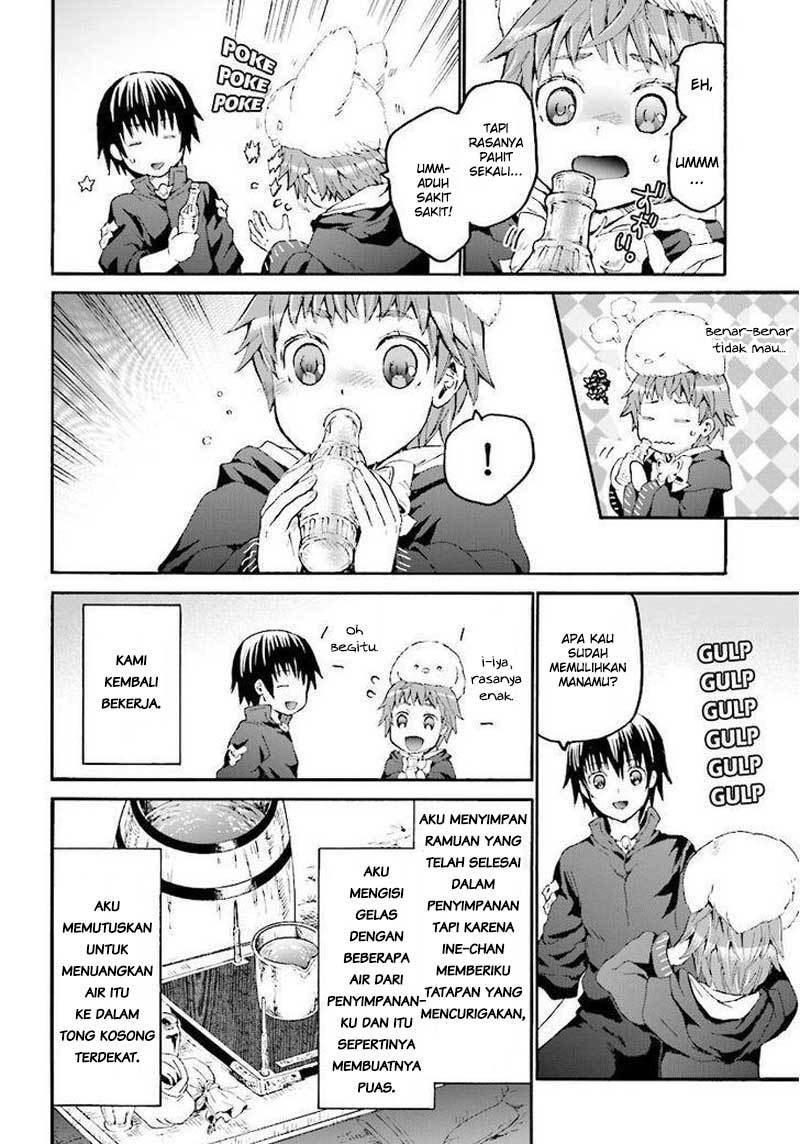 EH,
UMMM
...
TAPI
RASANYA
PAHIT
SEKALI...
UMM-
ADUH
SAKIT
SAKIT!
POKE
POKE
POKE
BENAR-BENAR
TIDAK MAU...
!
GULP
GULP
GULP
GULP
GULP
GULP
APA KAU
SUDAH
MEMULIHKAN
MANAMU?
i-iya,
rasanya
enak.
Oh
BEGITU.
KAMI
KEMBALI
BEKERJA.
AKU MENYIMPAN
RAMUAN YANG
TELAH SELESAI
DALAM
PENYIMPANAN
TAPI KARENA
INE-CHAN
MEMBERIKU
TATAPAN YANG
MENCURIGAKAN,
AKU
MENGISI
GELAS
DENGAN
BEBERAPA
AIR DARI
PENYIMPANAN-
KU DAN ITU
SEPERTINYA
MEMBUATNYA
PUAS.
AKU
MEMUTUSKAN
UNTUK
MENUANGKAN
AIR ITU
KE DALAM
TONG KOSONG
TERDEKAT.